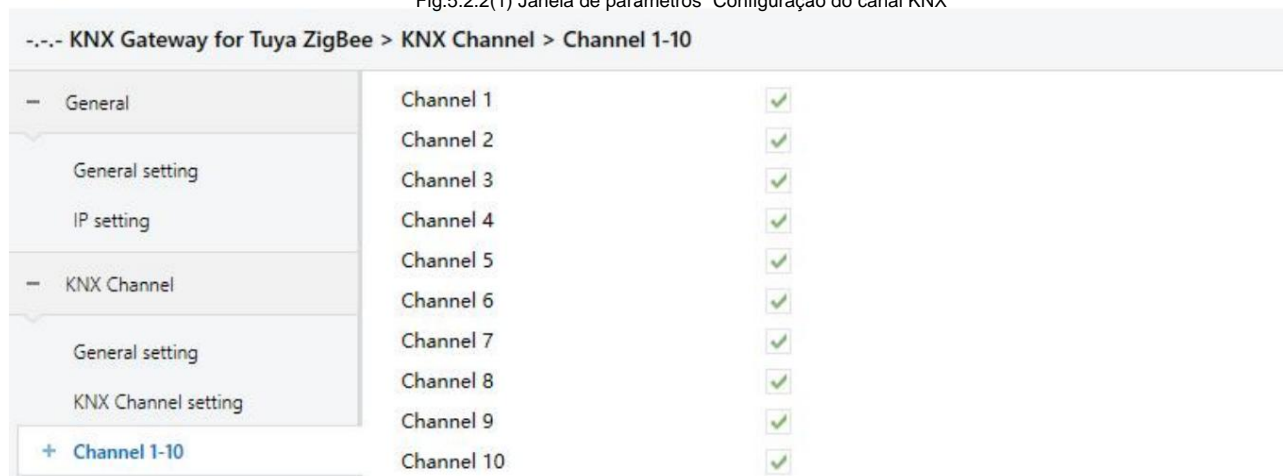 Fig.5.2.2(1) Janela de parâmetros "Configuração do canal KNX"
-.-.- KNX Gateway for Tuya ZigBee > KNX Channel > Channel 1-10
− General
General setting
IP setting
− KNX Channel
General setting
KNX Channel setting
+ Channel 1-10
Channel 1
Channel 2
Channel 3
Channel 4
Channel 5
Channel 6
Channel 7
Channel 8
Channel 9
Channel 10